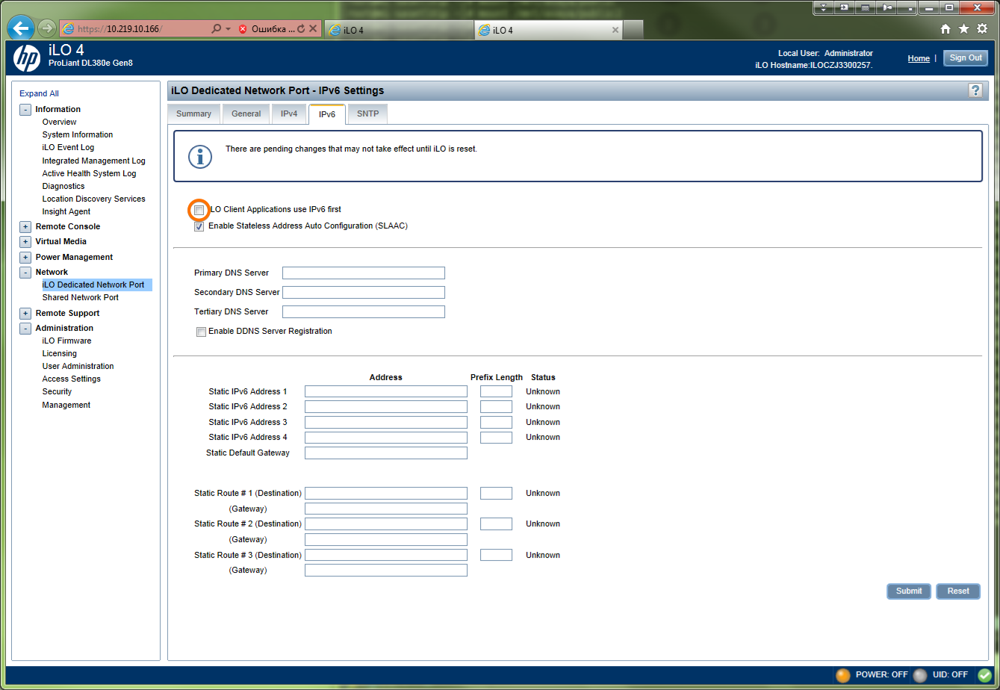 https://10.219.10.166/
Ошибка ...
iLO 4
iLO 4
hp
iLO 4
ProLiant DL380e Gen8
Local User: Administrator
iLO Hostname:ILOCZJ3300257.
Home |
Sign Out
Expand All
- Information
Overview
System Information
iLO Event Log
Integrated Management Log
Active Health System Log
Diagnostics
Location Discovery Services
Insight Agent
+ Remote Console
+ Virtual Media
+ Power Management
- Network
iLO Dedicated Network Port
Shared Network Port
+ Remote Support
- Administration
iLO Firmware
Licensing
User Administration
Access Settings
Security
Management
iLO Dedicated Network Port - IPv6 Settings
?
Summary
General
IPv4
IPv6
SNTP
i
There are pending changes that may not take effect until iLO is reset.
LO Client Applications use IPv6 first
Enable Stateless Address Auto Configuration (SLAAC)
Primary DNS Server
Secondary DNS Server
Tertiary DNS Server
Enable DDNS Server Registration
Address Prefix Length Status
Static IPv6 Address 1 Unknown
Static IPv6 Address 2 Unknown
Static IPv6 Address 3 Unknown
Static IPv6 Address 4 Unknown
Static Default Gateway
Static Route # 1 (Destination) Unknown
(Gateway)
Static Route # 2 (Destination) Unknown
(Gateway)
Static Route # 3 (Destination) Unknown
(Gateway)
Submit
Reset
POWER: OFF
UID: OFF